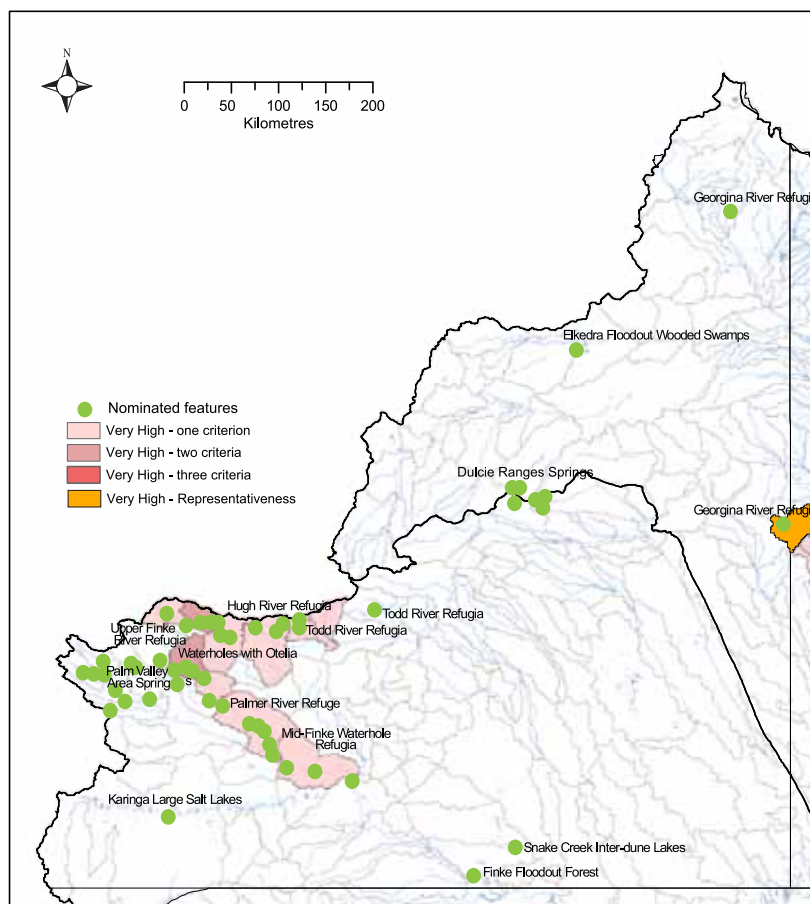 N
0 50 100 150 200
Kilometres
Georgina River Refugi
Elkedra Floodout Wooded Swamps
Nominated features
Very High - one criterion
Very High - two criteria
Very High - three criteria
Very High - Representativeness
Dulcie Ranges Springs
Georgina River Refugi
Hugh River Refugia
Todd River Refugia
Upper Finke
River Refugia
Todd River Refugia
Waterholes with Otelia
Palm Valley
Area Springs
s
Palmer River Refuge
Mid-Finke Waterhole
Refugia
Karinga Large Salt Lakes
Snake Creek Inter-dune Lakes
Finke Floodout Forest